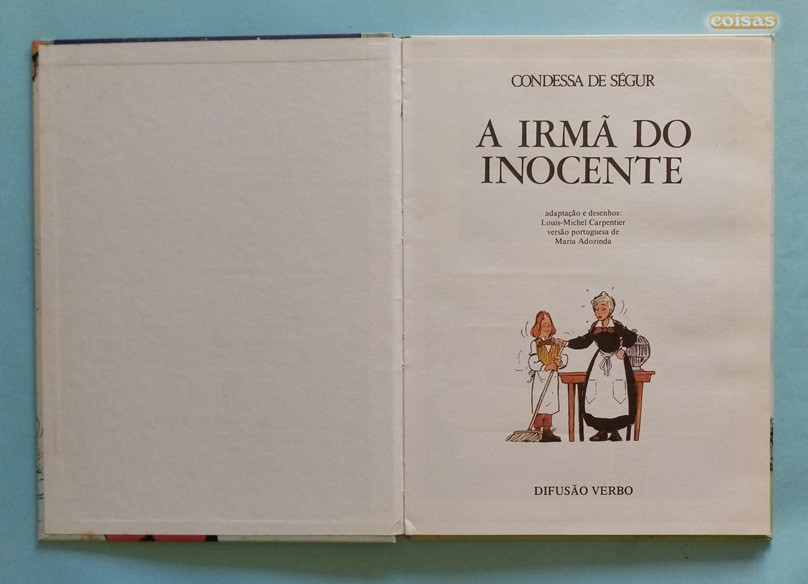 coisas
CONDESSA DE SÉGUR
A IRMÃ DO
INOCENTE
adaptação e desenhos:
Louis-Michel Carpentier
versão portuguesa de
Maria Adozinda
DIFUSÃO VERBO